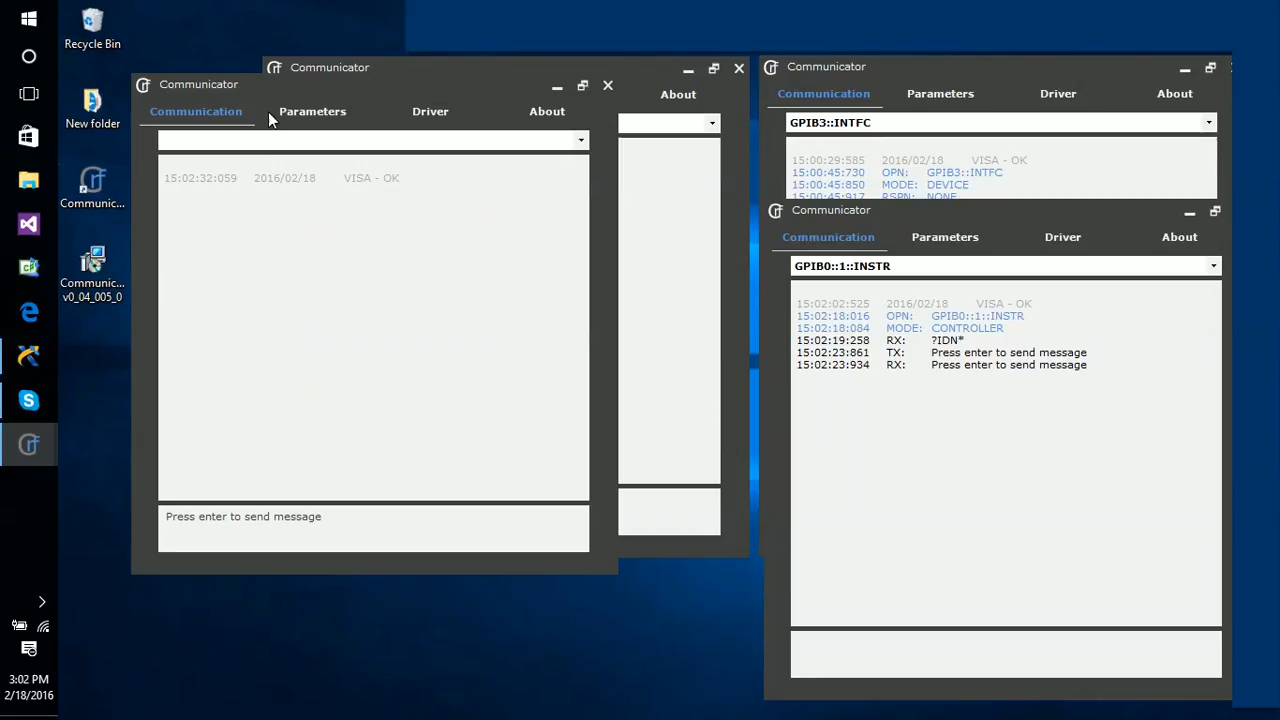 Recycle Bin
New folder
Communic...
Communic...
v0_04_005_0
3:02 PM
2/18/2016
Communicator
Communication
Parameters
Driver
About
15:02:32:059 2016/02/18 VISA - OK
Press enter to send message
Communicator
About
Communicator
Communication
Parameters
Driver
About
GPIB3::INTFC
15:00:29:585 2016/02/18 VISA - OK
15:00:45:730 OPN: GPIB3::INTFC
15:00:45:850 MODE: DEVICE
15:00:45:917 RSPN: NONE
Communicator
Communication
Parameters
Driver
About
GPIB0::1::INSTR
15:02:02:525 2016/02/18 VISA - OK
15:02:18:016 OPN: GPIB0::1::INSTR
15:02:18:084 MODE: CONTROLLER
15:02:19:258 RX: ?IDN*
15:02:23:861 TX: Press enter to send message
15:02:23:934 RX: Press enter to send message